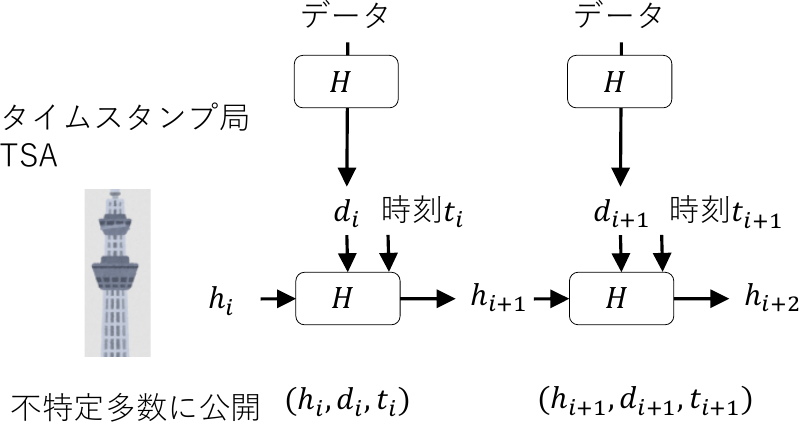 データ データ
H H
タイムスタンプ局
TSA
d_i 時刻t_i d_{i+1} 時刻t_{i+1}
h_i H h_{i+1} H h_{i+2}
不特定多数に公開 (h_i, d_i, t_i) (h_{i+1}, d_{i+1}, t_{i+1})